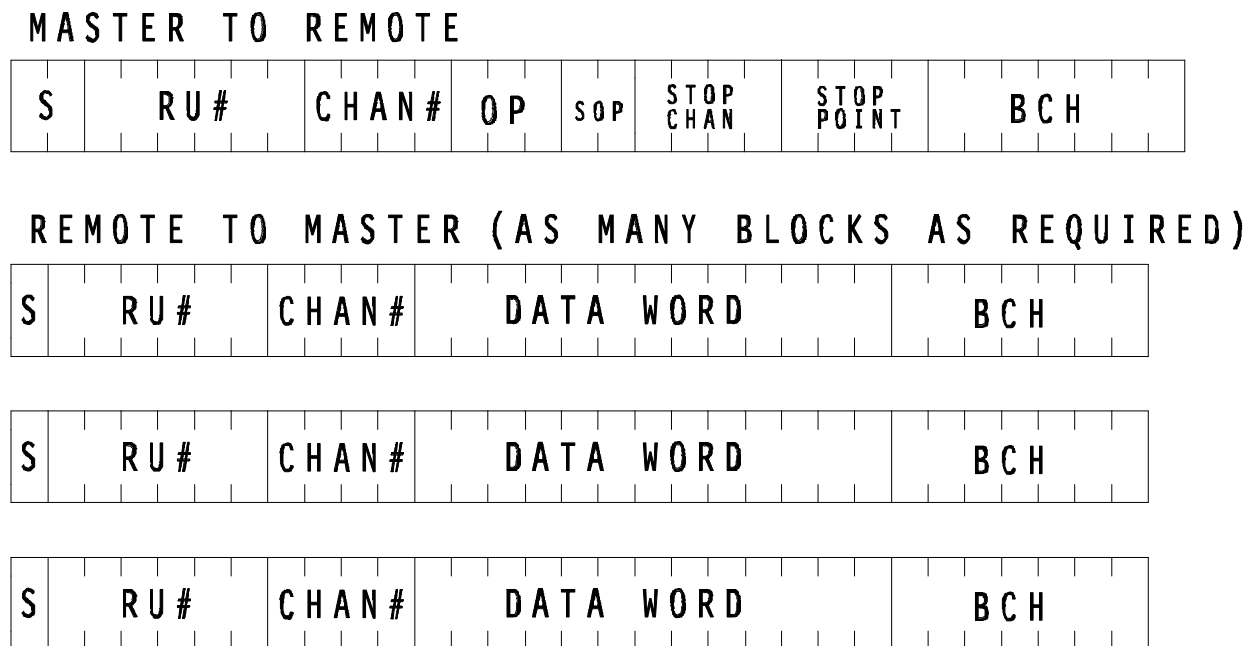 MASTER TO REMOTE
S RU# CHAN# OP SOP STOP CHAN STOP POINT BCH
REMOTE TO MASTER (AS MANY BLOCKS AS REQUIRED)
S RU# CHAN# DATA WORD BCH
S RU# CHAN# DATA WORD BCH
S RU# CHAN# DATA WORD BCH